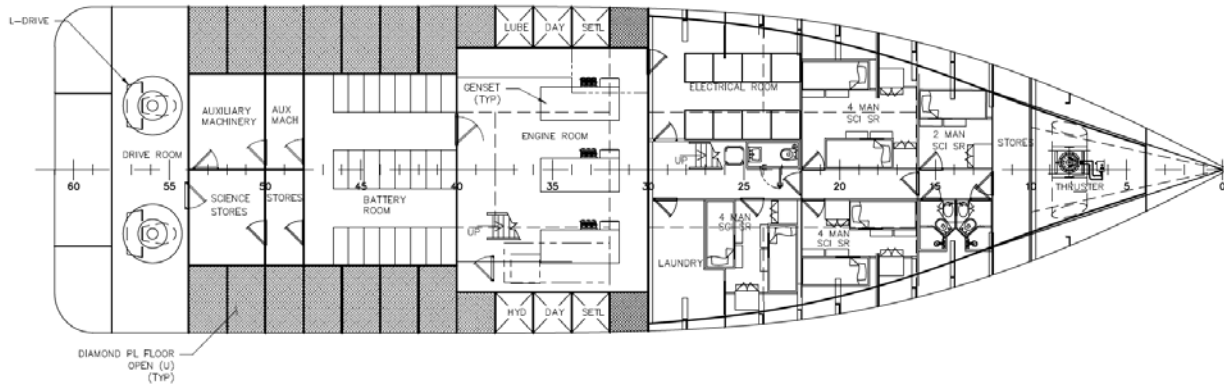 L-DRIVE
LUBE
DAY
SETL
GENSET
(TYP)
ELECTRICAL ROOM
AUXILIARY
MACHINERY
AUX
MACH
ENGINE ROOM
4 MAN
SCI SR
2 MAN
SCI SR
STORES
DRIVE ROOM
UP
THRUSTER
60
55
50
45
40
35
30
25
20
15
10
5
0
SCIENCE
STORES
STORES
BATTERY
ROOM
UP
4 MAN
SCI SR
4 MAN
SCI SR
LAUNDRY
HYD
DAY
SETL
DIAMOND PL FLOOR
OPEN (U)
(TYP)